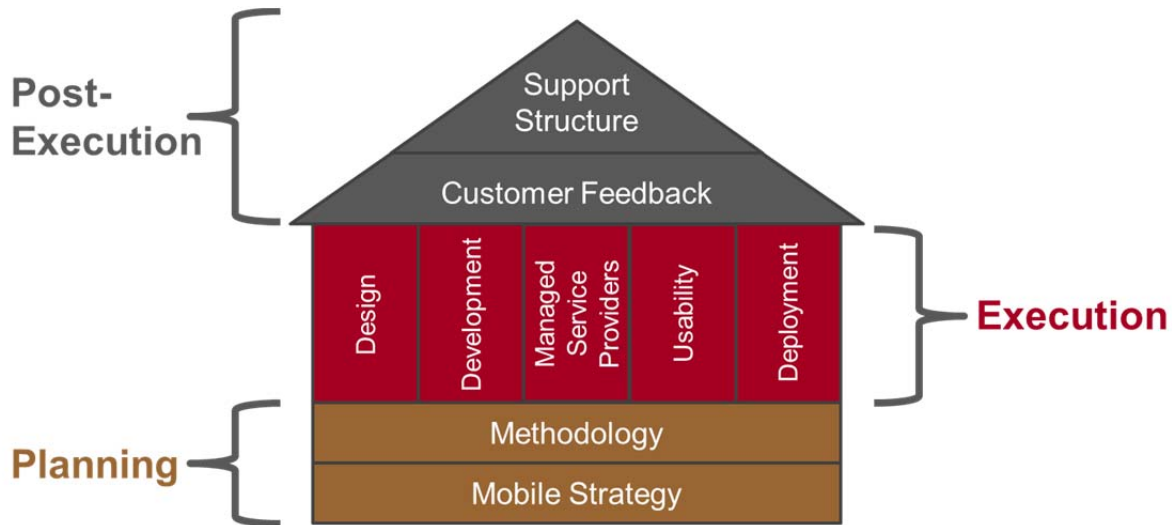 Post-
Execution
Support
Structure
Customer Feedback
Design
Development
Managed
Service
Providers
Usability
Deployment
Execution
Planning
Methodology
Mobile Strategy